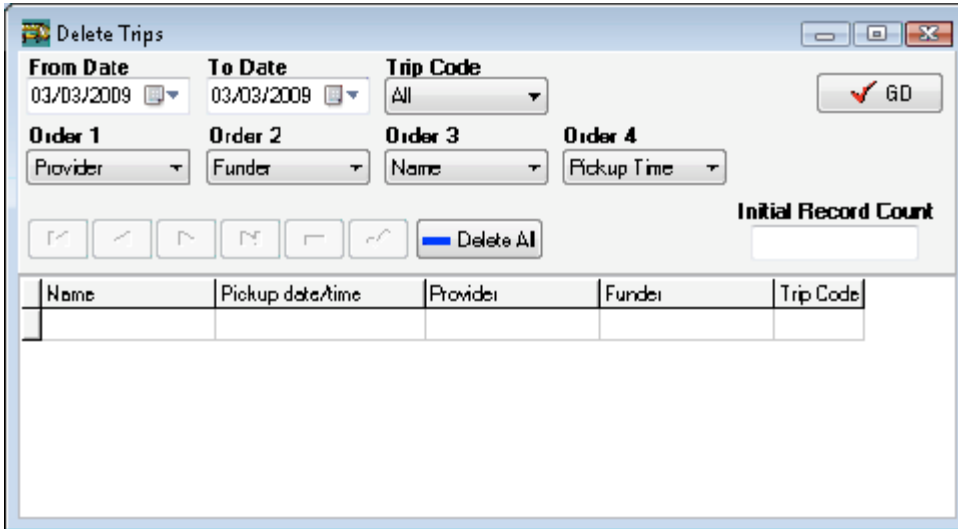 Delete Trips
From Date To Date Trip Code
03/03/2009 03/03/2009 All GO
Order 1 Order 2 Order 3 Order 4
Provider Funder Name Pickup Time
Initial Record Count
Delete All
Name Pickup date/time Provider Funder Trip Code